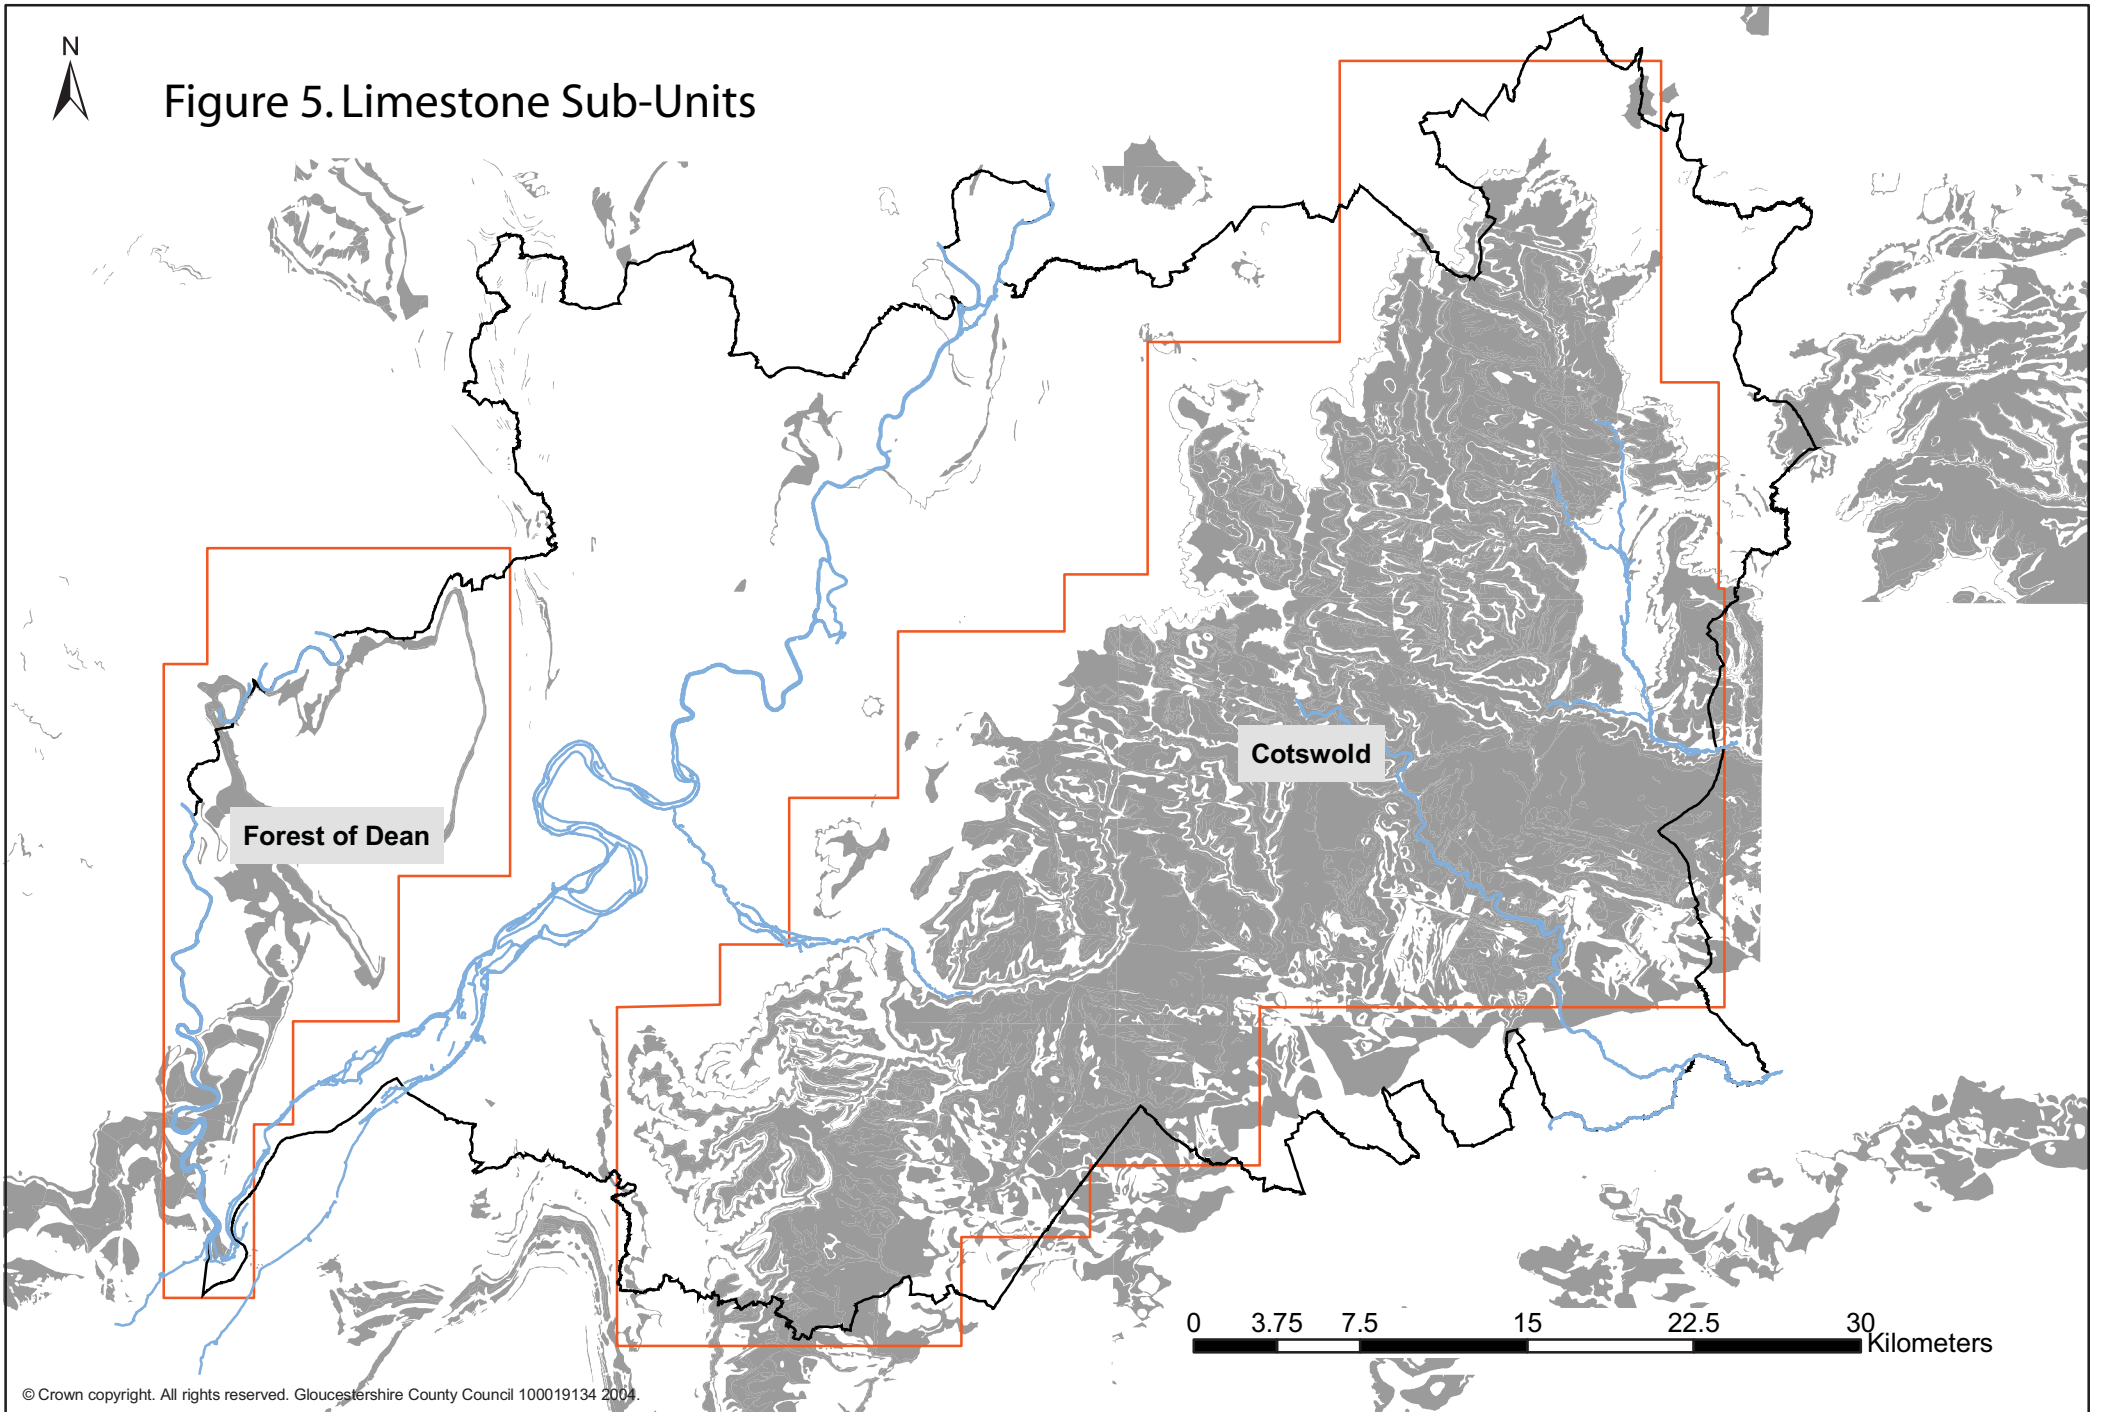 N
Figure 5. Limestone Sub-Units
Cotswold
Forest of Dean
0 3.75 7.5 15 22.5 30
Kilometers
© Crown copyright. All rights reserved. Gloucestershire County Council 100019134 2004.